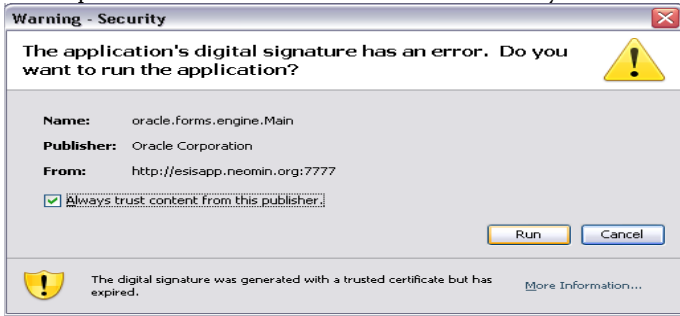 Warning - Security
The application's digital signature has an error. Do you
want to run the application?
Name: oracle.forms.engine.Main
Publisher: Oracle Corporation
From: http://esisapp.neomin.org:7777
Always trust content from this publisher.
Run Cancel
The digital signature was generated with a trusted certificate but has
expired.
More Information...